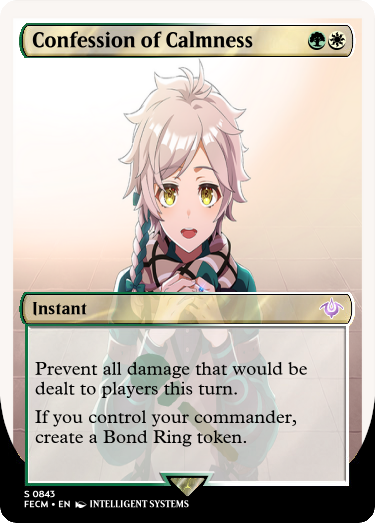 Confession of Calmness
Instant
Prevent all damage that would be
dealt to players this turn.
If you control your commander,
create a Bond Ring token.
S 0843
FECM • EN INTELLIGENT SYSTEMS